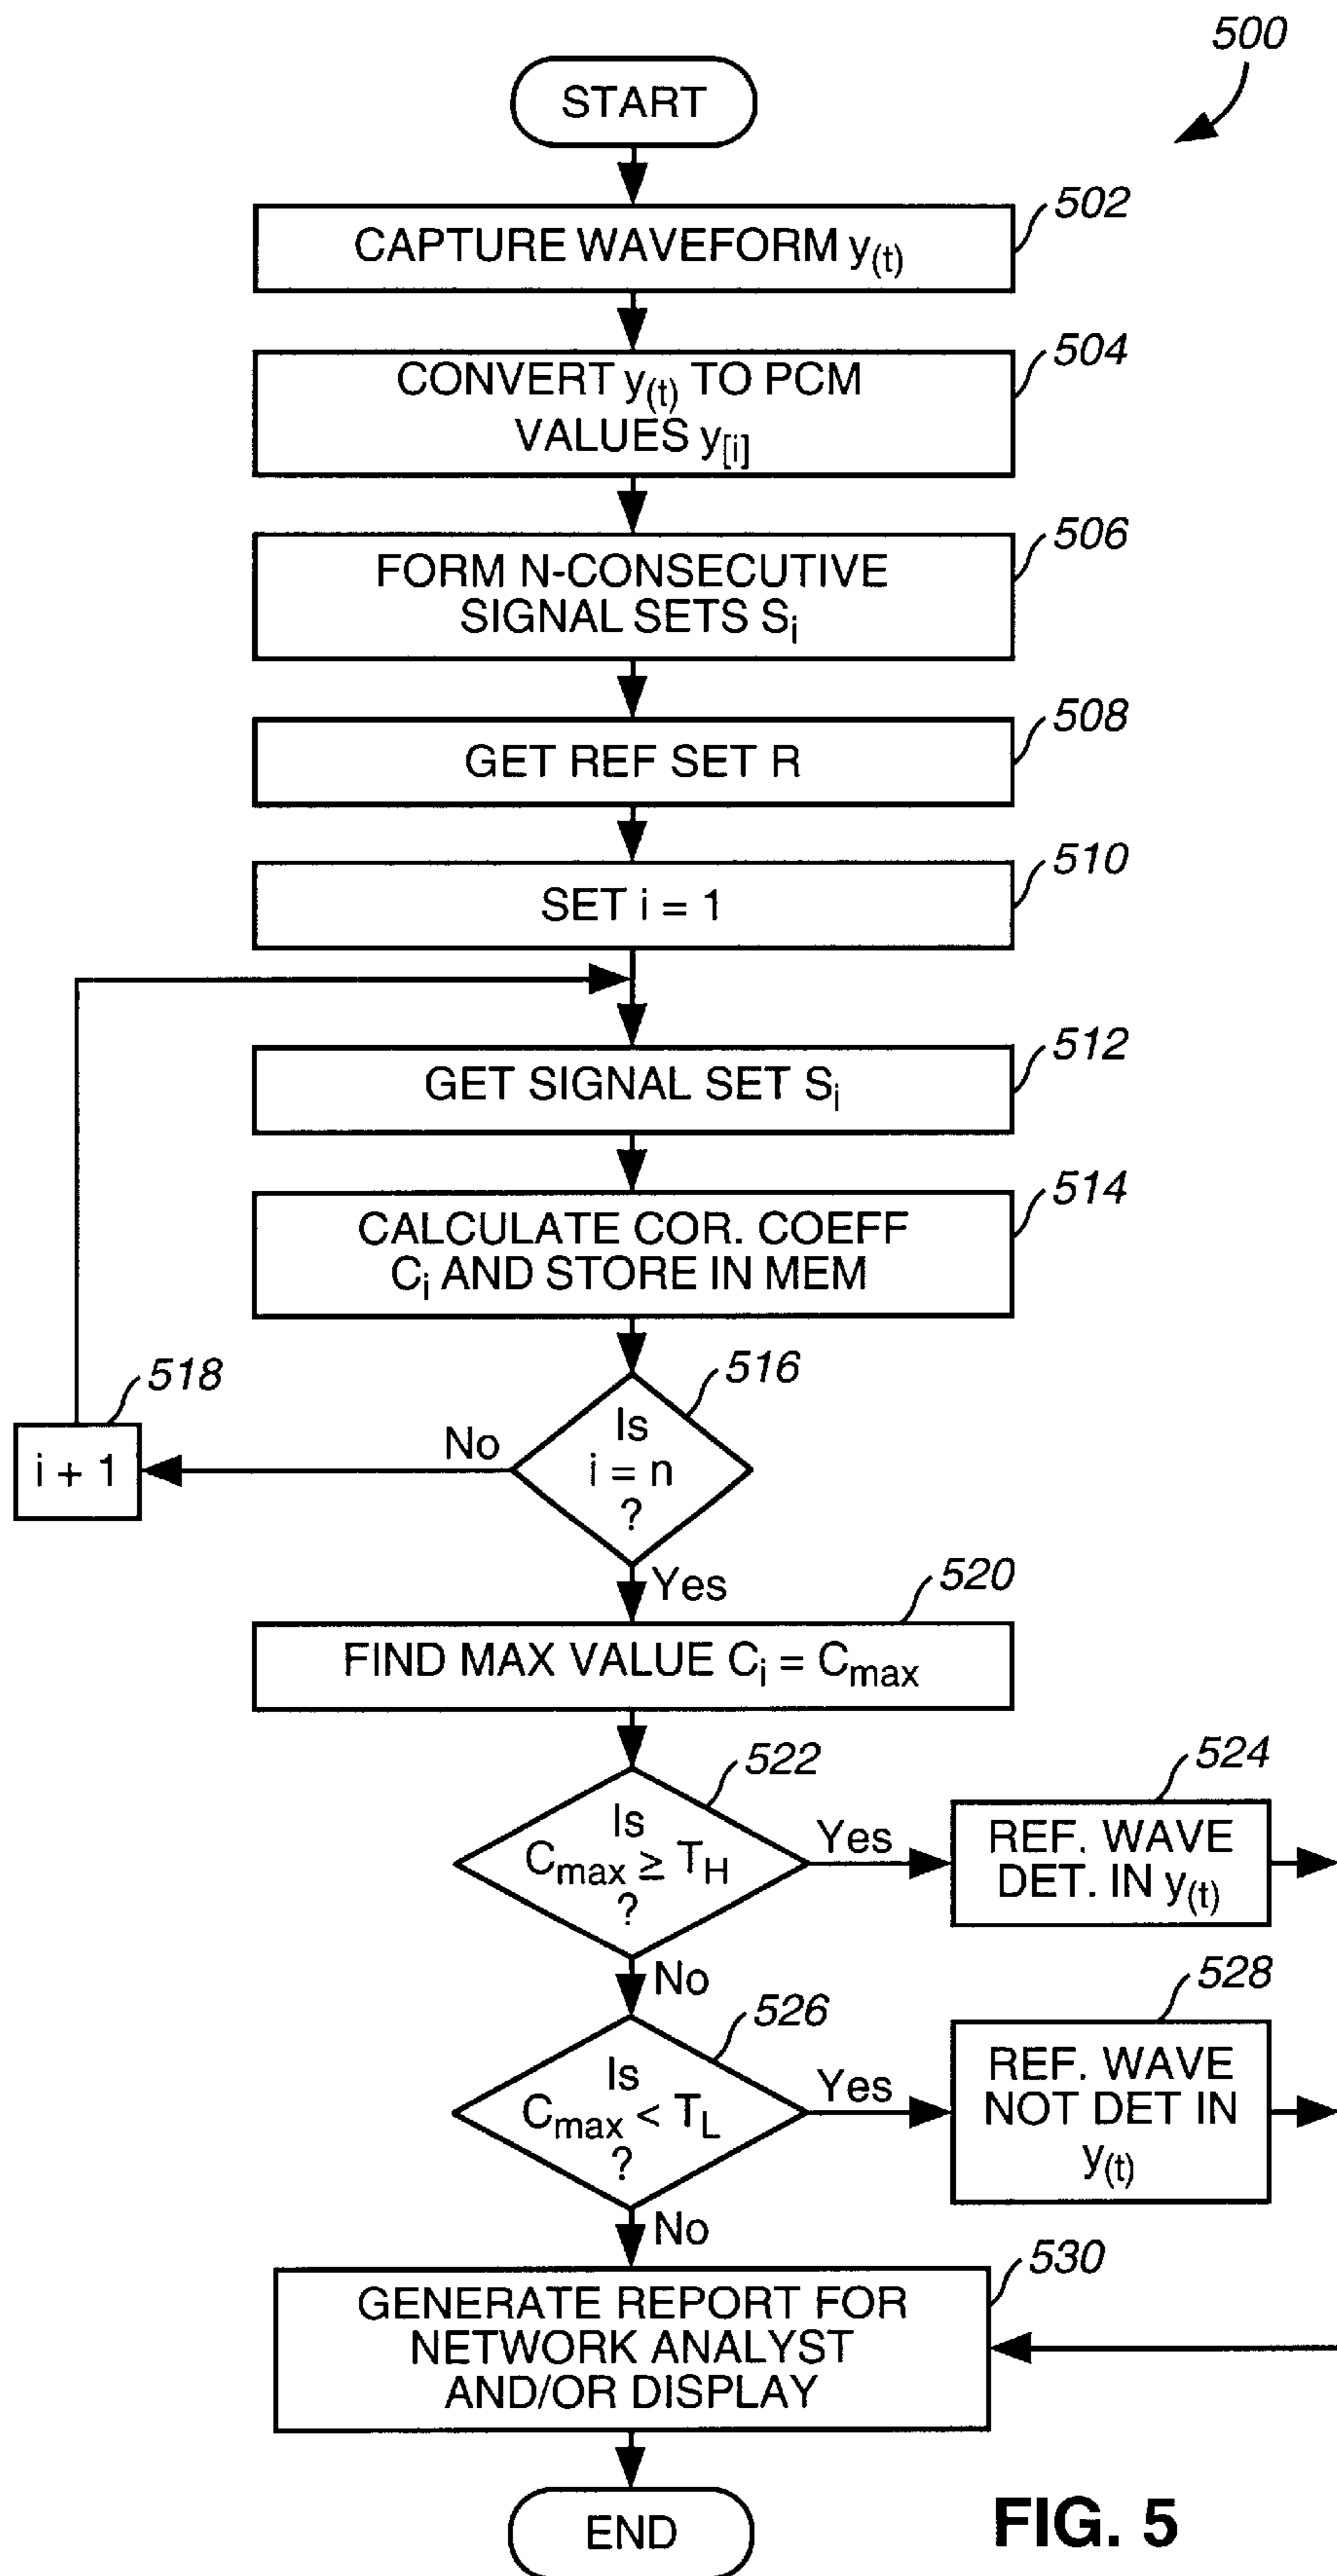 500
START
502
CAPTURE WAVEFORM y(t)
504
CONVERT y(t) TO PCM
VALUES y[i]
506
FORM N-CONSECUTIVE
SIGNAL SETS Si
508
GET REF SET R
510
SET i = 1
512
GET SIGNAL SET Si
514
CALCULATE COR. COEFF
Ci AND STORE IN MEM
516
Is
i = n
?
No
518
i + 1
Yes
520
FIND MAX VALUE Ci = Cmax
522
Is
Cmax ≥ TH
?
Yes
524
REF. WAVE
DET. IN y(t)
No
526
Is
Cmax < TL
?
Yes
528
REF. WAVE
NOT DET IN
y(t)
No
530
GENERATE REPORT FOR
NETWORK ANALYST
AND/OR DISPLAY
END
FIG. 5